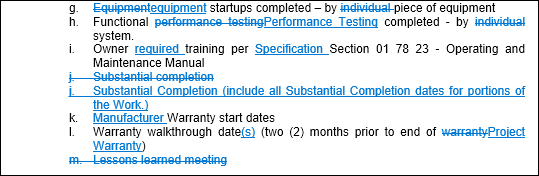 g. Equipmentequipment startups completed – by individual piece of equipment
h. Functional performance testingPerformance Testing completed - by individual
system.
i. Owner required training per Specification Section 01 78 23 - Operating and
Maintenance Manual
j. Substantial completion
j. Substantial Completion (include all Substantial Completion dates for portions of
the Work.)
k. Manufacturer Warranty start dates
l. Warranty walkthrough date(s) (two (2) months prior to end of warrantyProject
Warranty)
m. Lessons learned meeting